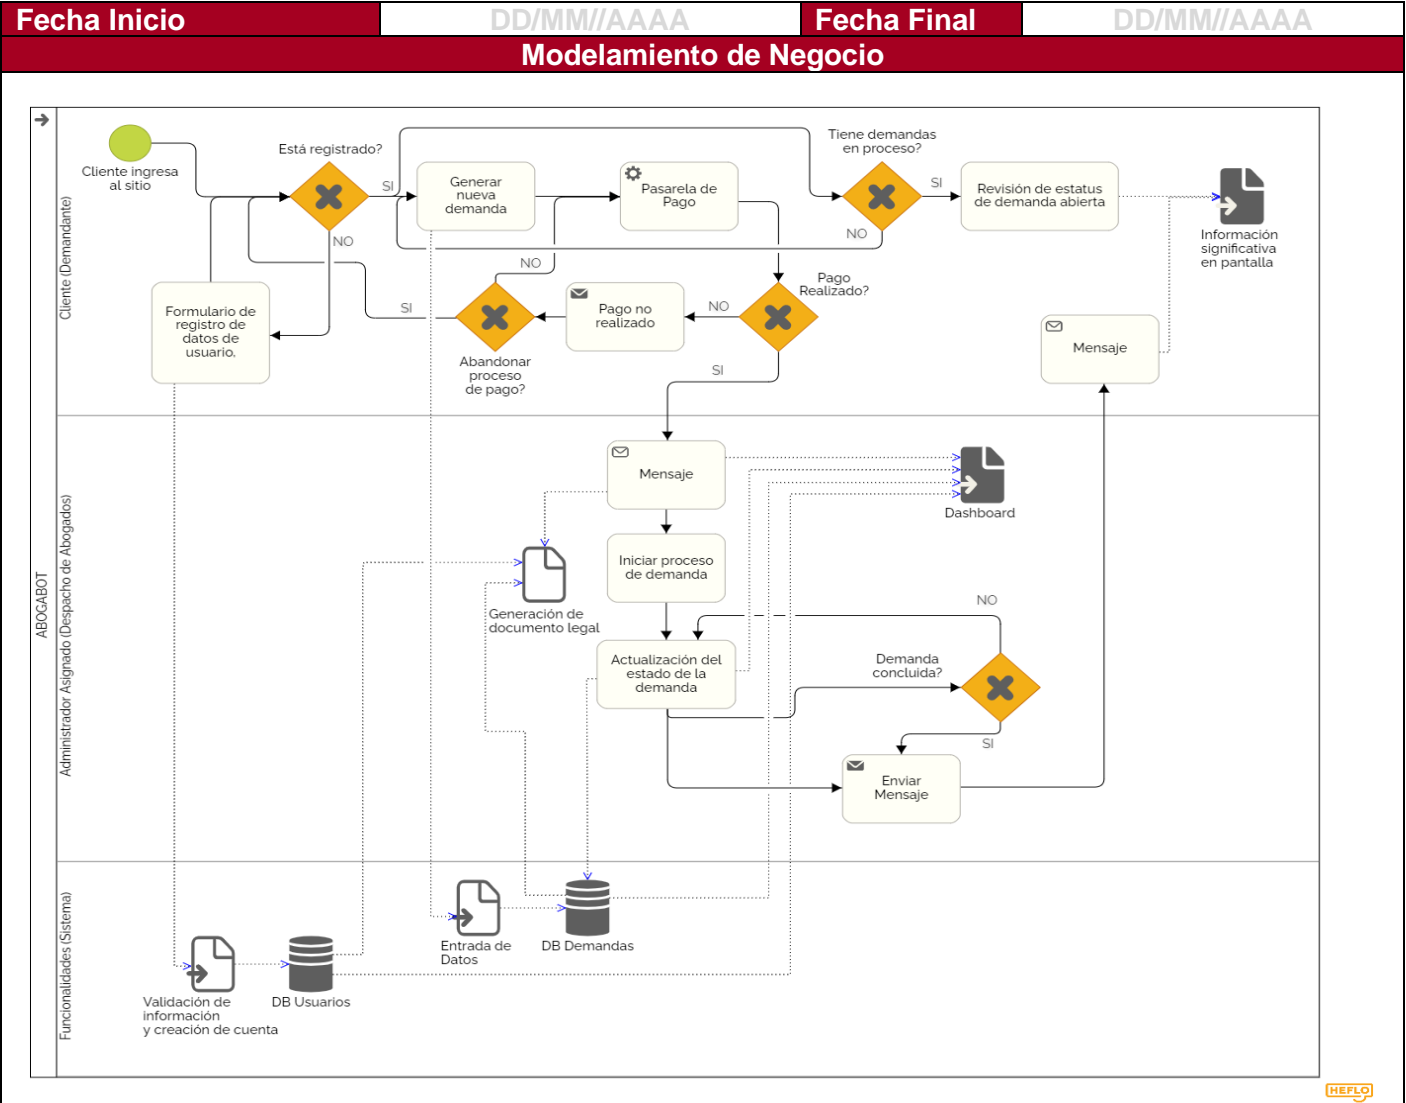 Fecha Inicio
DD/MM//AAAA
Fecha Final
DD/MM//AAAA
Modelamiento de Negocio
ABOGABOT
Cliente (Demandante)
Cliente ingresa
al sitio
Está registrado?
SI
NO
Generar
nueva
demanda
Pasarela de
Pago
Tiene demandas
en proceso?
SI
NO
Revisión de estatus
de demanda abierta
Información
significativa
en pantalla
Formulario de
registro de
datos de
usuario,
SI
NO
Abandonar
proceso
de pago?
Pago no
realizado
NO
Pago
Realizado?
SI
Mensaje
Administrador Asignado (Despacho de Abogados)
Mensaje
Dashboard
Iniciar proceso
de demanda
Generación de
documento legal
Actualización del
estado de la
demanda
NO
Demanda
concluida?
SI
Enviar
Mensaje
Funcionalidades (Sistema)
Validación de
información
y creación de cuenta
DB Usuarios
Entrada de
Datos
DB Demandas
HEFLO